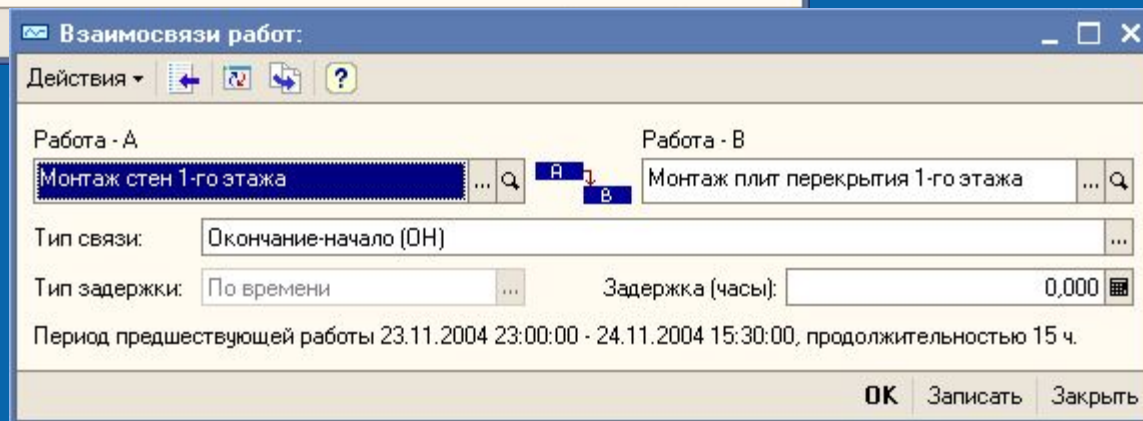 Взаимосвязи работ:
Действия
Работа - А Работа - В
Монтаж стен 1-го этажа ... A B Монтаж плит перекрытия 1-го этажа ...
Тип связи: Окончание-начало (ОН) ...
Тип задержки: По времени ... Задержка (часы): 0,000
Период предшествующей работы 23.11.2004 23:00:00 - 24.11.2004 15:30:00, продолжительностью 15 ч.
OK Записать Закрыть